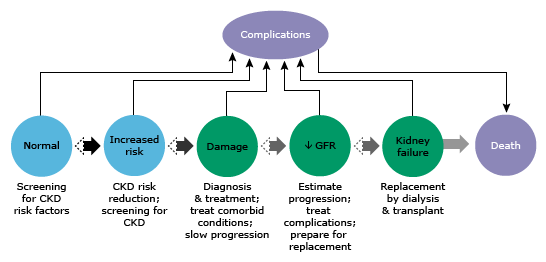 Complications
Normal
Increased
risk
Damage
↓ GFR
Kidney
failure
Death
Screening
for CKD
risk factors
CKD risk
reduction;
screening for
CKD
Diagnosis
& treatment;
treat comorbid
conditions;
slow progression
Estimate
progression;
treat
complications;
prepare for
replacement
Replacement
by dialysis
& transplant